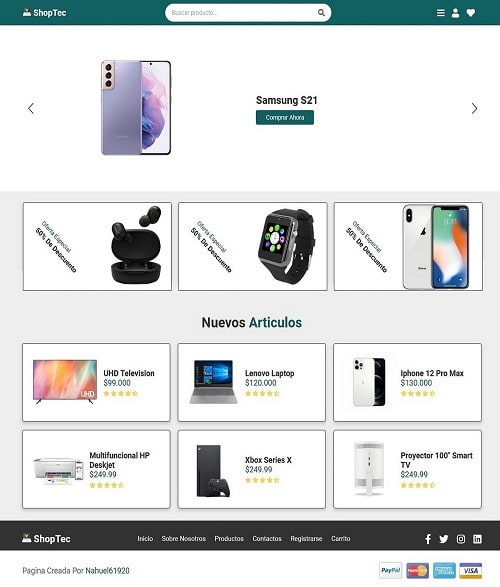 ShopTec
Buscar producto...
Samsung S21
Comprar Ahora
Oferta Especial
50% De Descuento
Oferta Especial
50% De Descuento
Oferta Especial
50% De Descuento
Nuevos Articulos
UHD
UHD Television
$99.000
Lenovo Laptop
$120.000
Iphone 12 Pro Max
$130.000
Multifuncional HP
Deskjet
$249.99
Xbox Series X
$249.99
Proyector 100" Smart
TV
$249.99
ShopTec
Inicio Sobre Nosotros Productos Contactos Registrarse Carrito
Pagina Creada Por Nahuel61920
PayPal
MasterCard
VISA